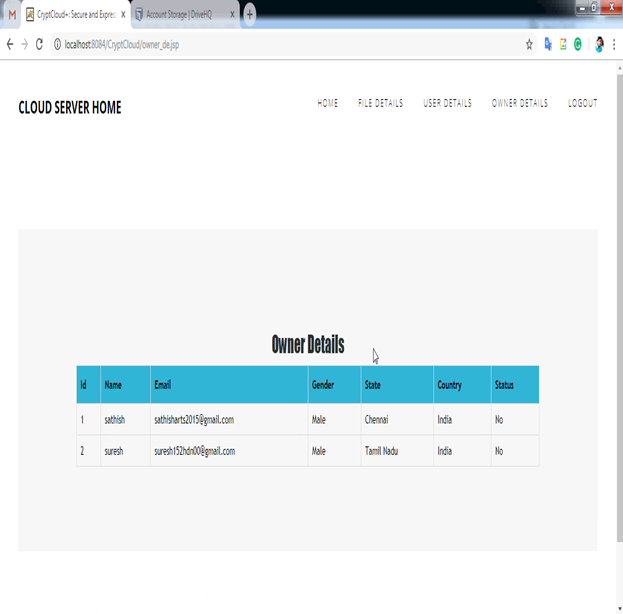 CryptCloud+: Secure and Expres
Account Storage | DriveHQ
localhost:8084/CryptCloud/owner_de.jsp
CLOUD SERVER HOME
HOME FILE DETAILS USER DETAILS OWNER DETAILS LOGOUT
Owner Details
Id Name Email Gender State Country Status
1 sathish sathisharts2015@gmail.com Male Chennai India No
2 suresh suresh152hdn00@gmail.com Male Tamil Nadu India No